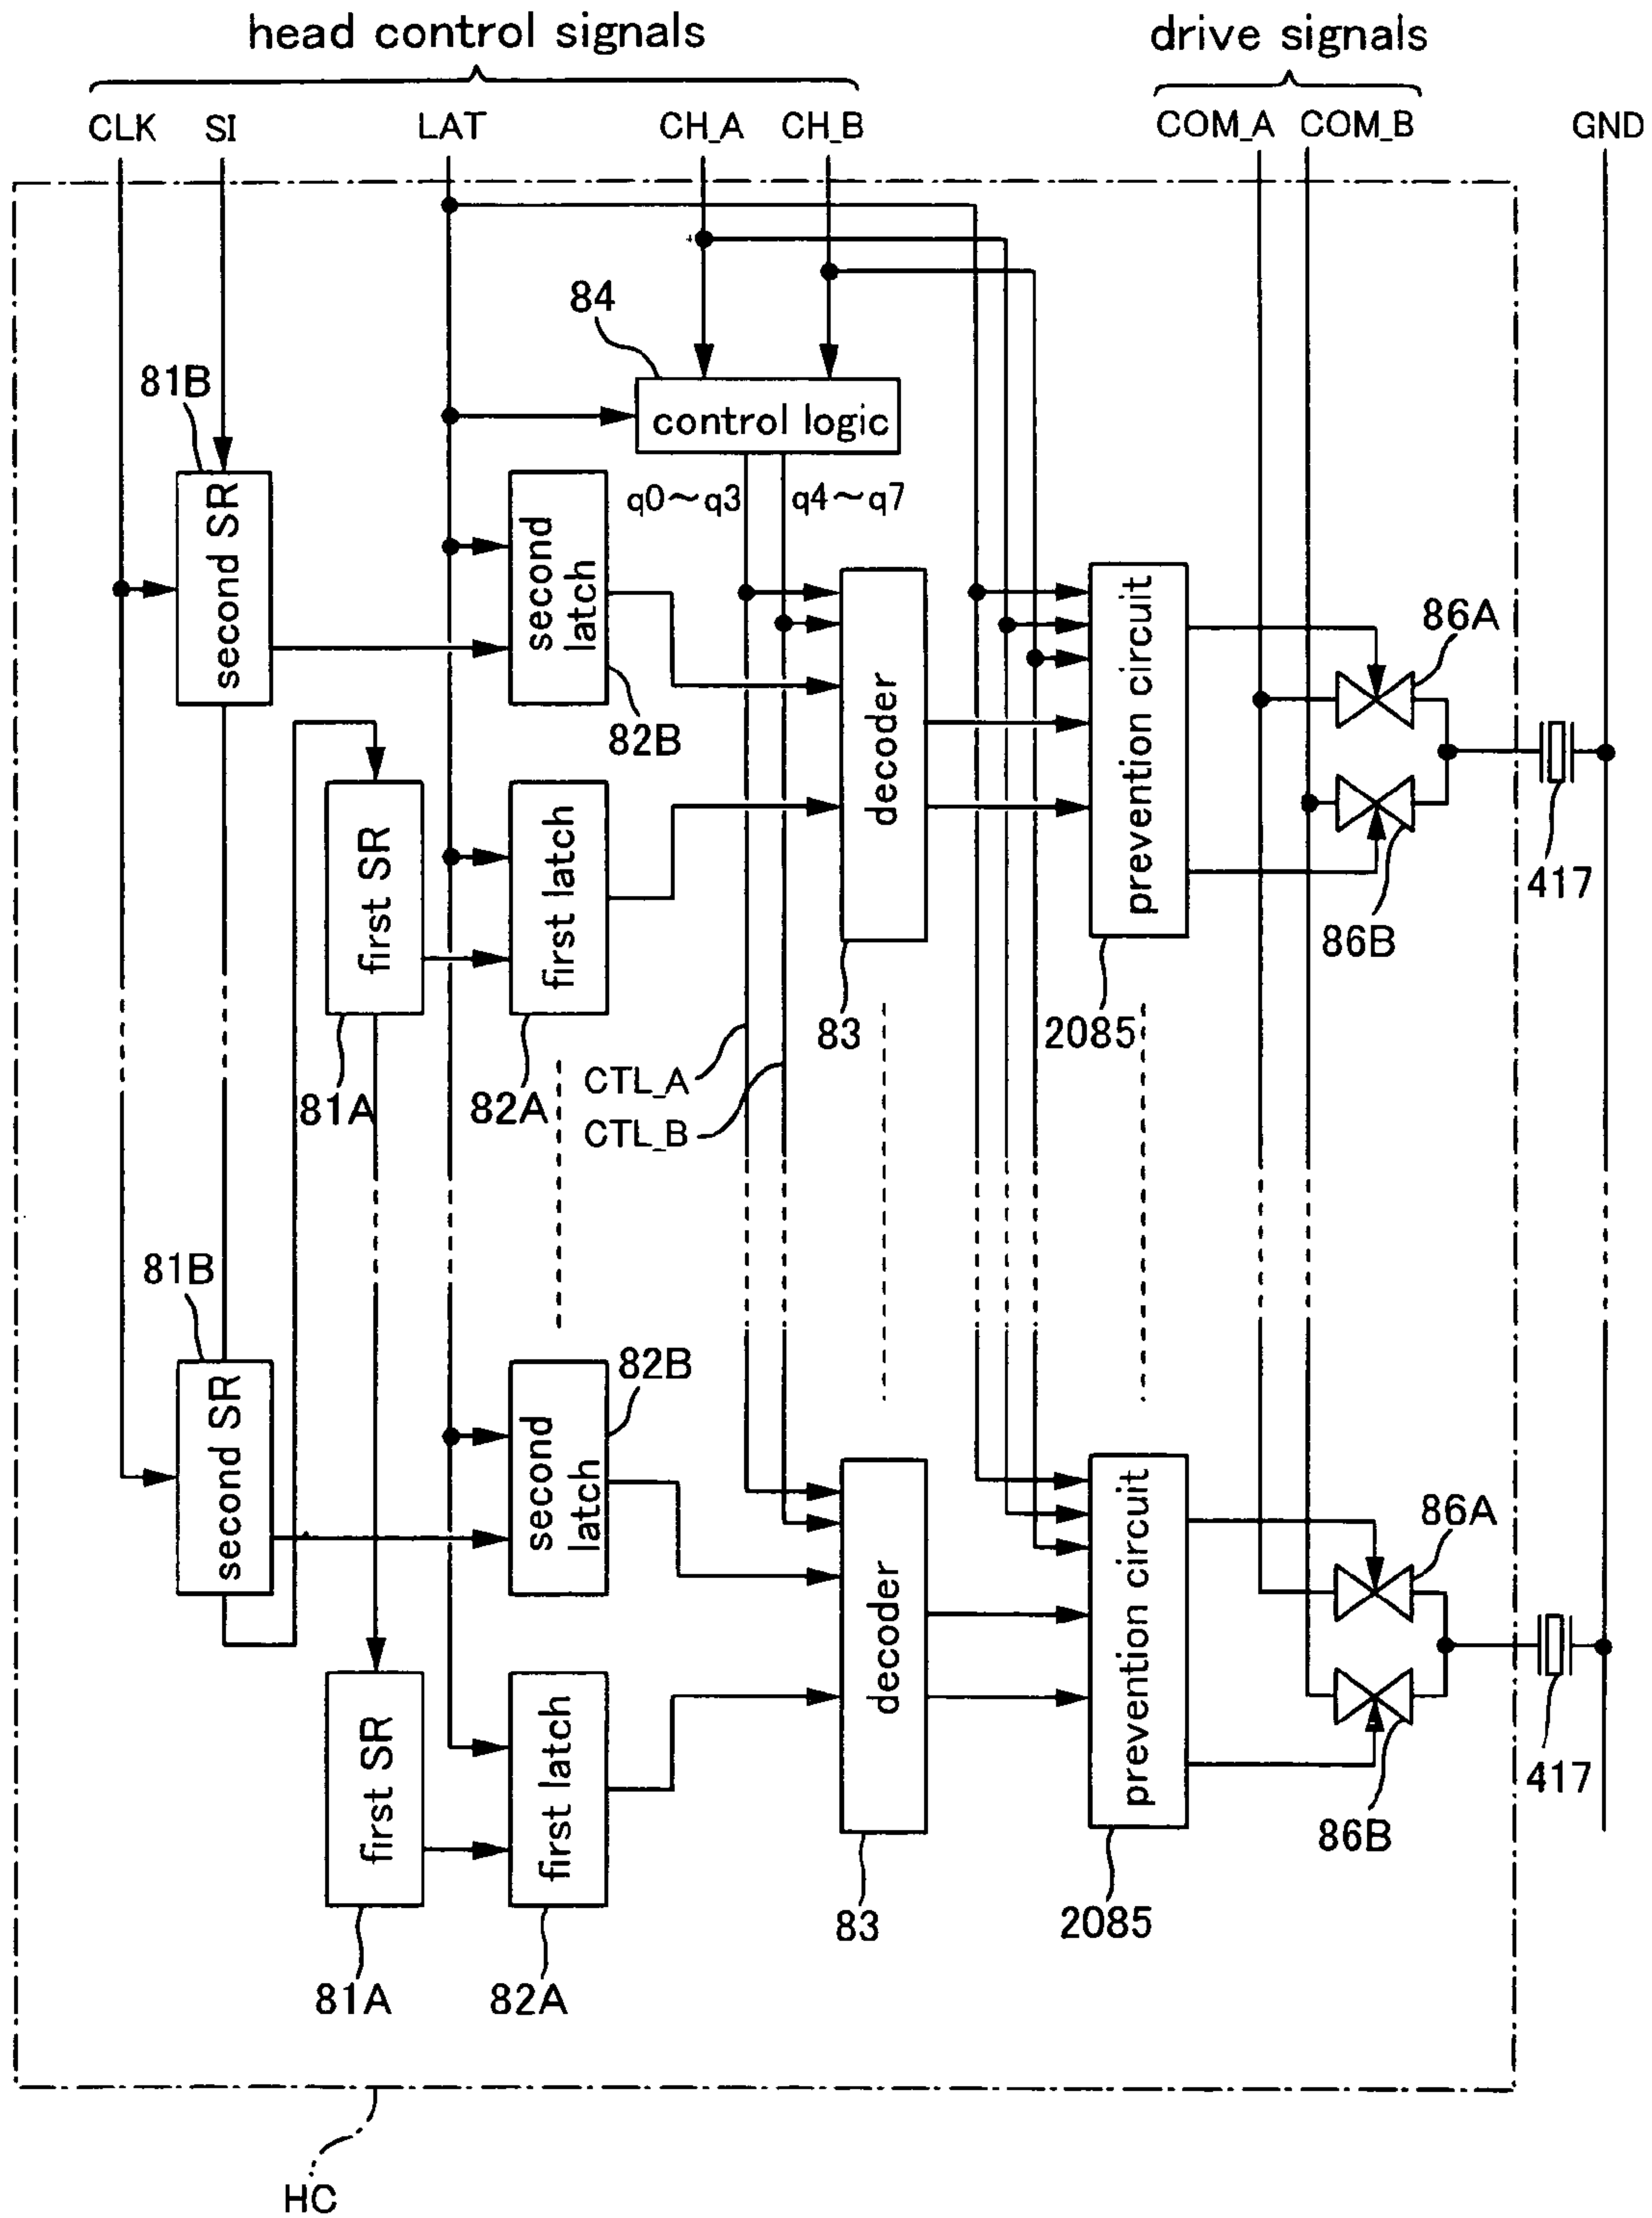 head control signals
drive signals
CLK
SI
LAT
CH_A
CH_B
COM_A
COM_B
GND
84
81B
control logic
second SR
second
latch
q0～q3
q4～q7
82B
decoder
prevention circuit
86A
86B
417
first SR
first latch
81A
82A
83
2085
CTL_A
CTL_B
81B
second SR
82B
second
latch
decoder
prevention circuit
86A
86B
417
first SR
first latch
81A
82A
83
2085
HC